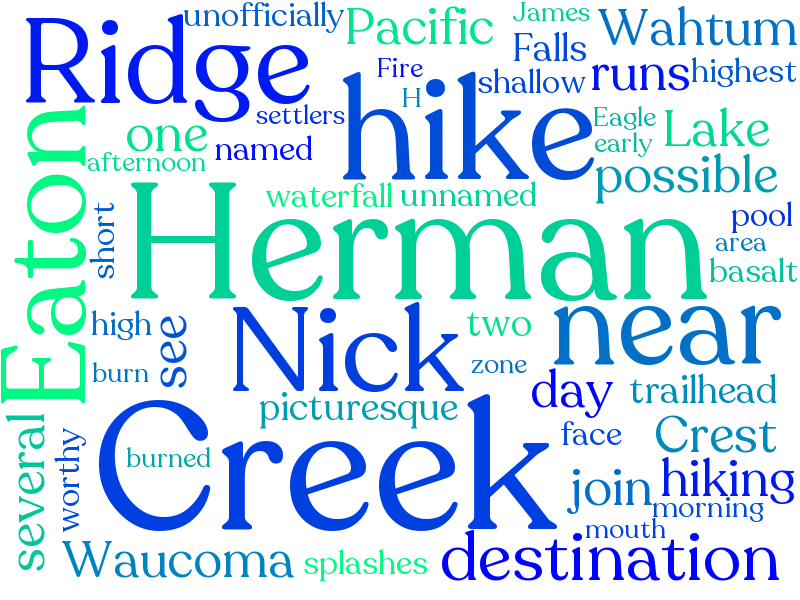 unofficially
Pacific
James
Wahtum
Ridge
Falls
Fire
hike
shallow
runs
highest
H
settlers
Eaton
one
named
Eagle
early
Lake
afternoon
possible
Herman
waterfall
unnamed
short
pool
area
basalt
high
see
Nick
two
near
burn
zone
day
trailhead
picturesque
Creek
several
worthy
burned
face
Crest
join
hiking
morning
mouth
Waucoma
splashes
destination